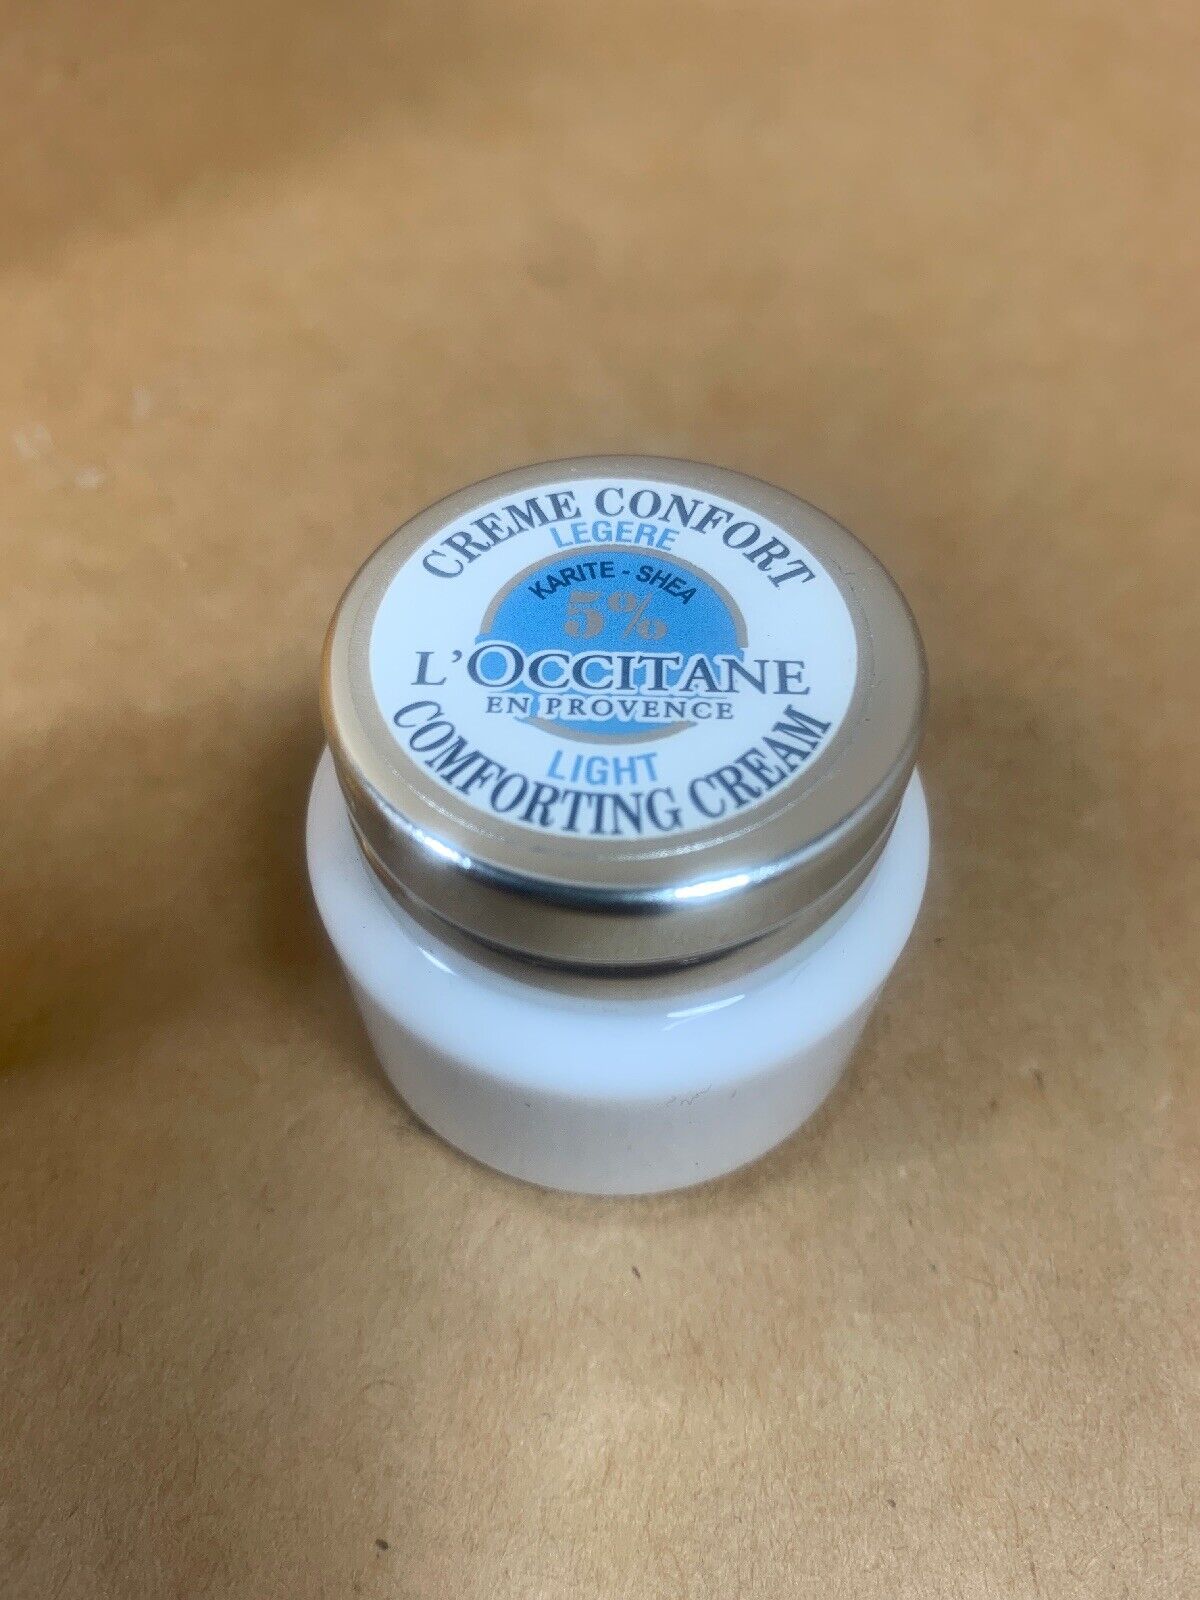 CREME CONFORT
LEGERE
KARITE - SHEA
5%
L'OCCITANE
EN PROVENCE
LIGHT
COMFORTING CREAM